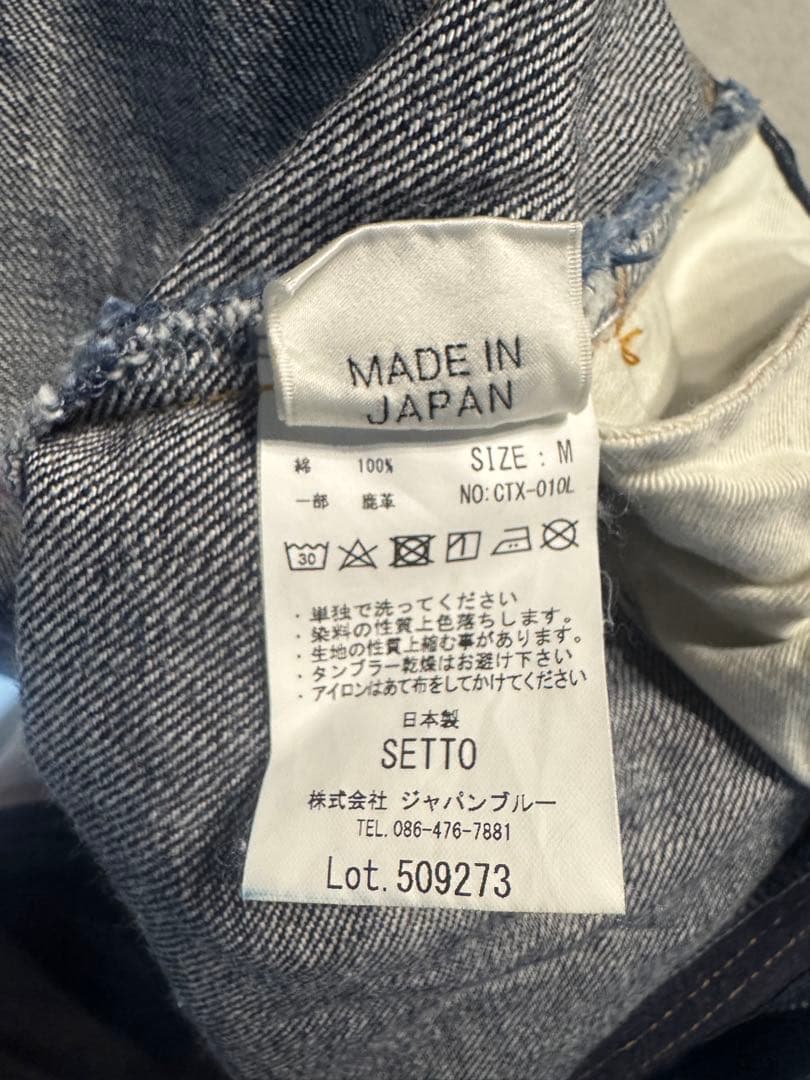 MADE IN
JAPAN
綿 100% SIZE : M
一部 鹿革 NO:CTX-010L
30
・単独で洗ってください
・染料の性質上色落ちします。
・生地の性質上縮む事があります。
・タンブラー乾燥はお避け下さい
・アイロンはあて布をしてかけてください
日本製
SETTO
株式会社 ジャパンブルー
TEL. 086-476-7881
Lot. 509273